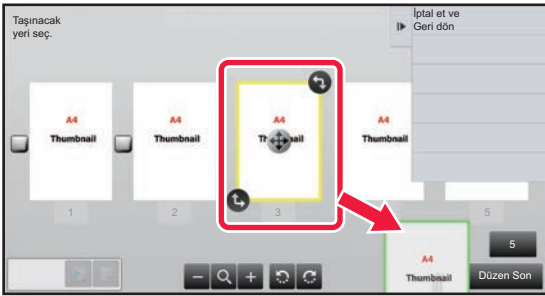 Taşınacak
yeri seç.
İptal et ve
Geri dön
A4
Thumbnail
A4
Thumbnail
A4
A4
Thumbnail
1
2
3
5
A4
Thumbnail
5
Düzen Son